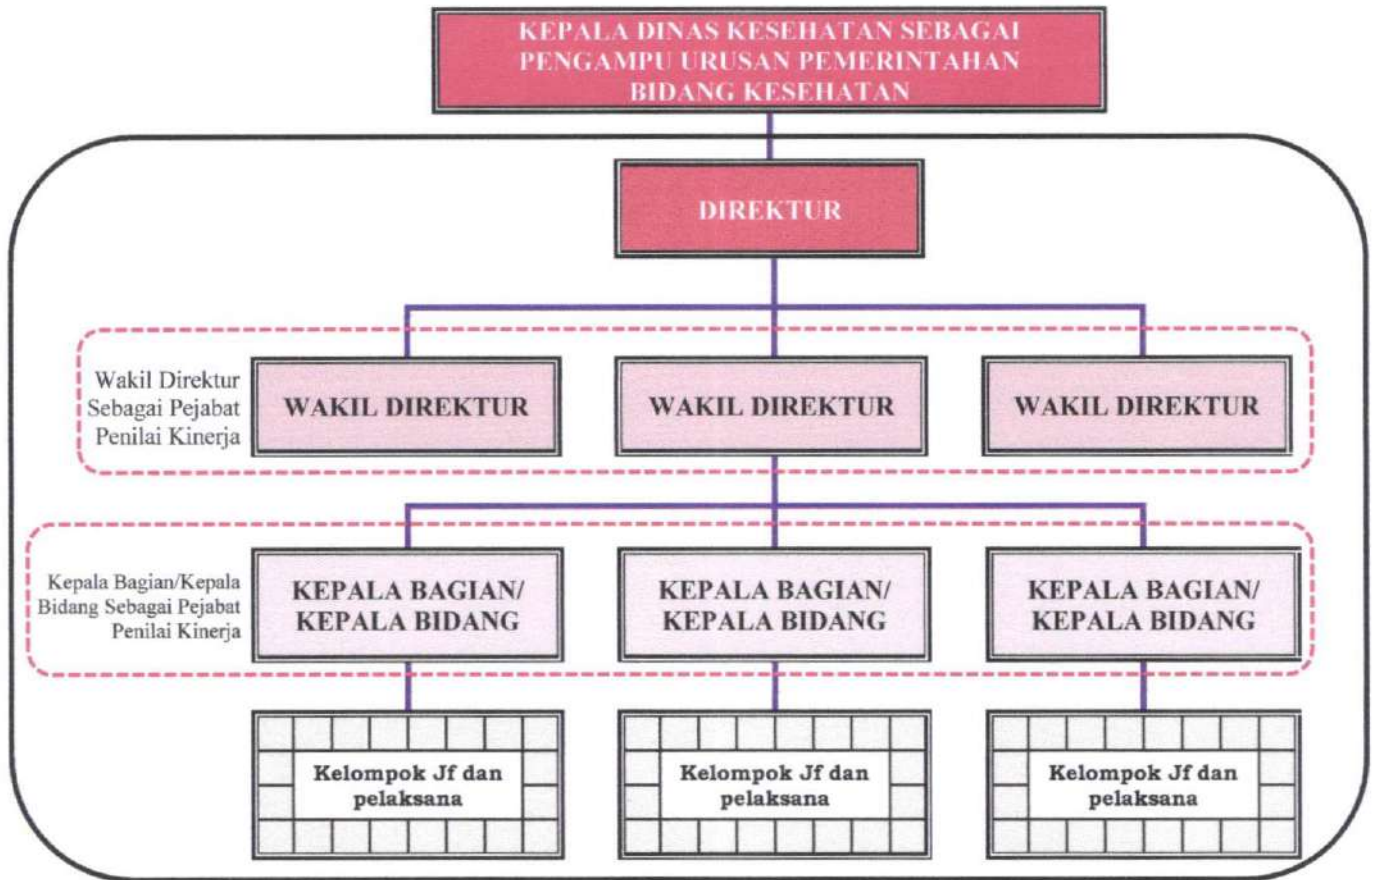 KEPALA DINAS KESEHATAN SEBAGAI
PENGAMPU URUSAN PEMERINTAHAN
BIDANG KESEHATAN
DIREKTUR
Wakil Direktur
Sebagai Pejabat
Penilai Kinerja
WAKIL DIREKTUR
WAKIL DIREKTUR
WAKIL DIREKTUR
Kepala Bagian/Kepala
Bidang Sebagai Pejabat
Penilai Kinerja
KEPALA BAGIAN/
KEPALA BIDANG
KEPALA BAGIAN/
KEPALA BIDANG
KEPALA BAGIAN/
KEPALA BIDANG
Kelompok Jf dan
pelaksana
Kelompok Jf dan
pelaksana
Kelompok Jf dan
pelaksana